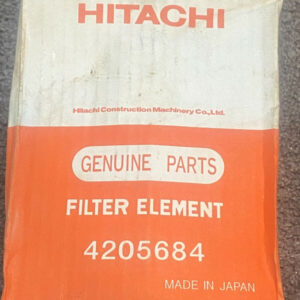 HITACHI
Hitachi Construction Machinery Co., Ltd.
GENUINE PARTS
FILTER ELEMENT
4205684
MADE IN JAPAN